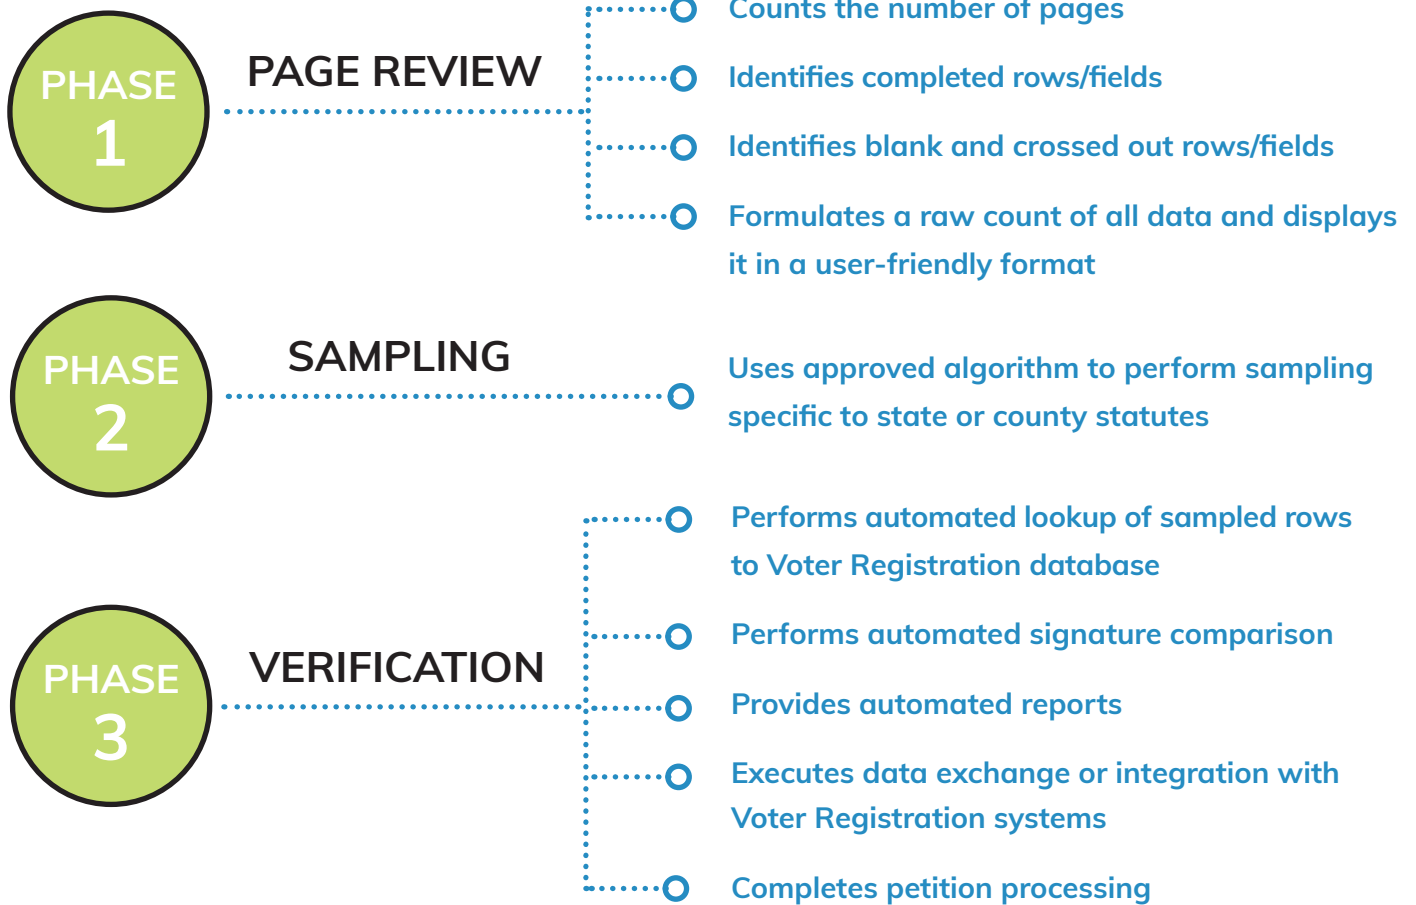 PHASE
1
PAGE REVIEW
Counts the number of pages
Identifies completed rows/fields
Identifies blank and crossed out rows/fields
Formulates a raw count of all data and displays
it in a user-friendly format
PHASE
2
SAMPLING
Uses approved algorithm to perform sampling
specific to state or county statutes
PHASE
3
VERIFICATION
Performs automated lookup of sampled rows
to Voter Registration database
Performs automated signature comparison
Provides automated reports
Executes data exchange or integration with
Voter Registration systems
Completes petition processing